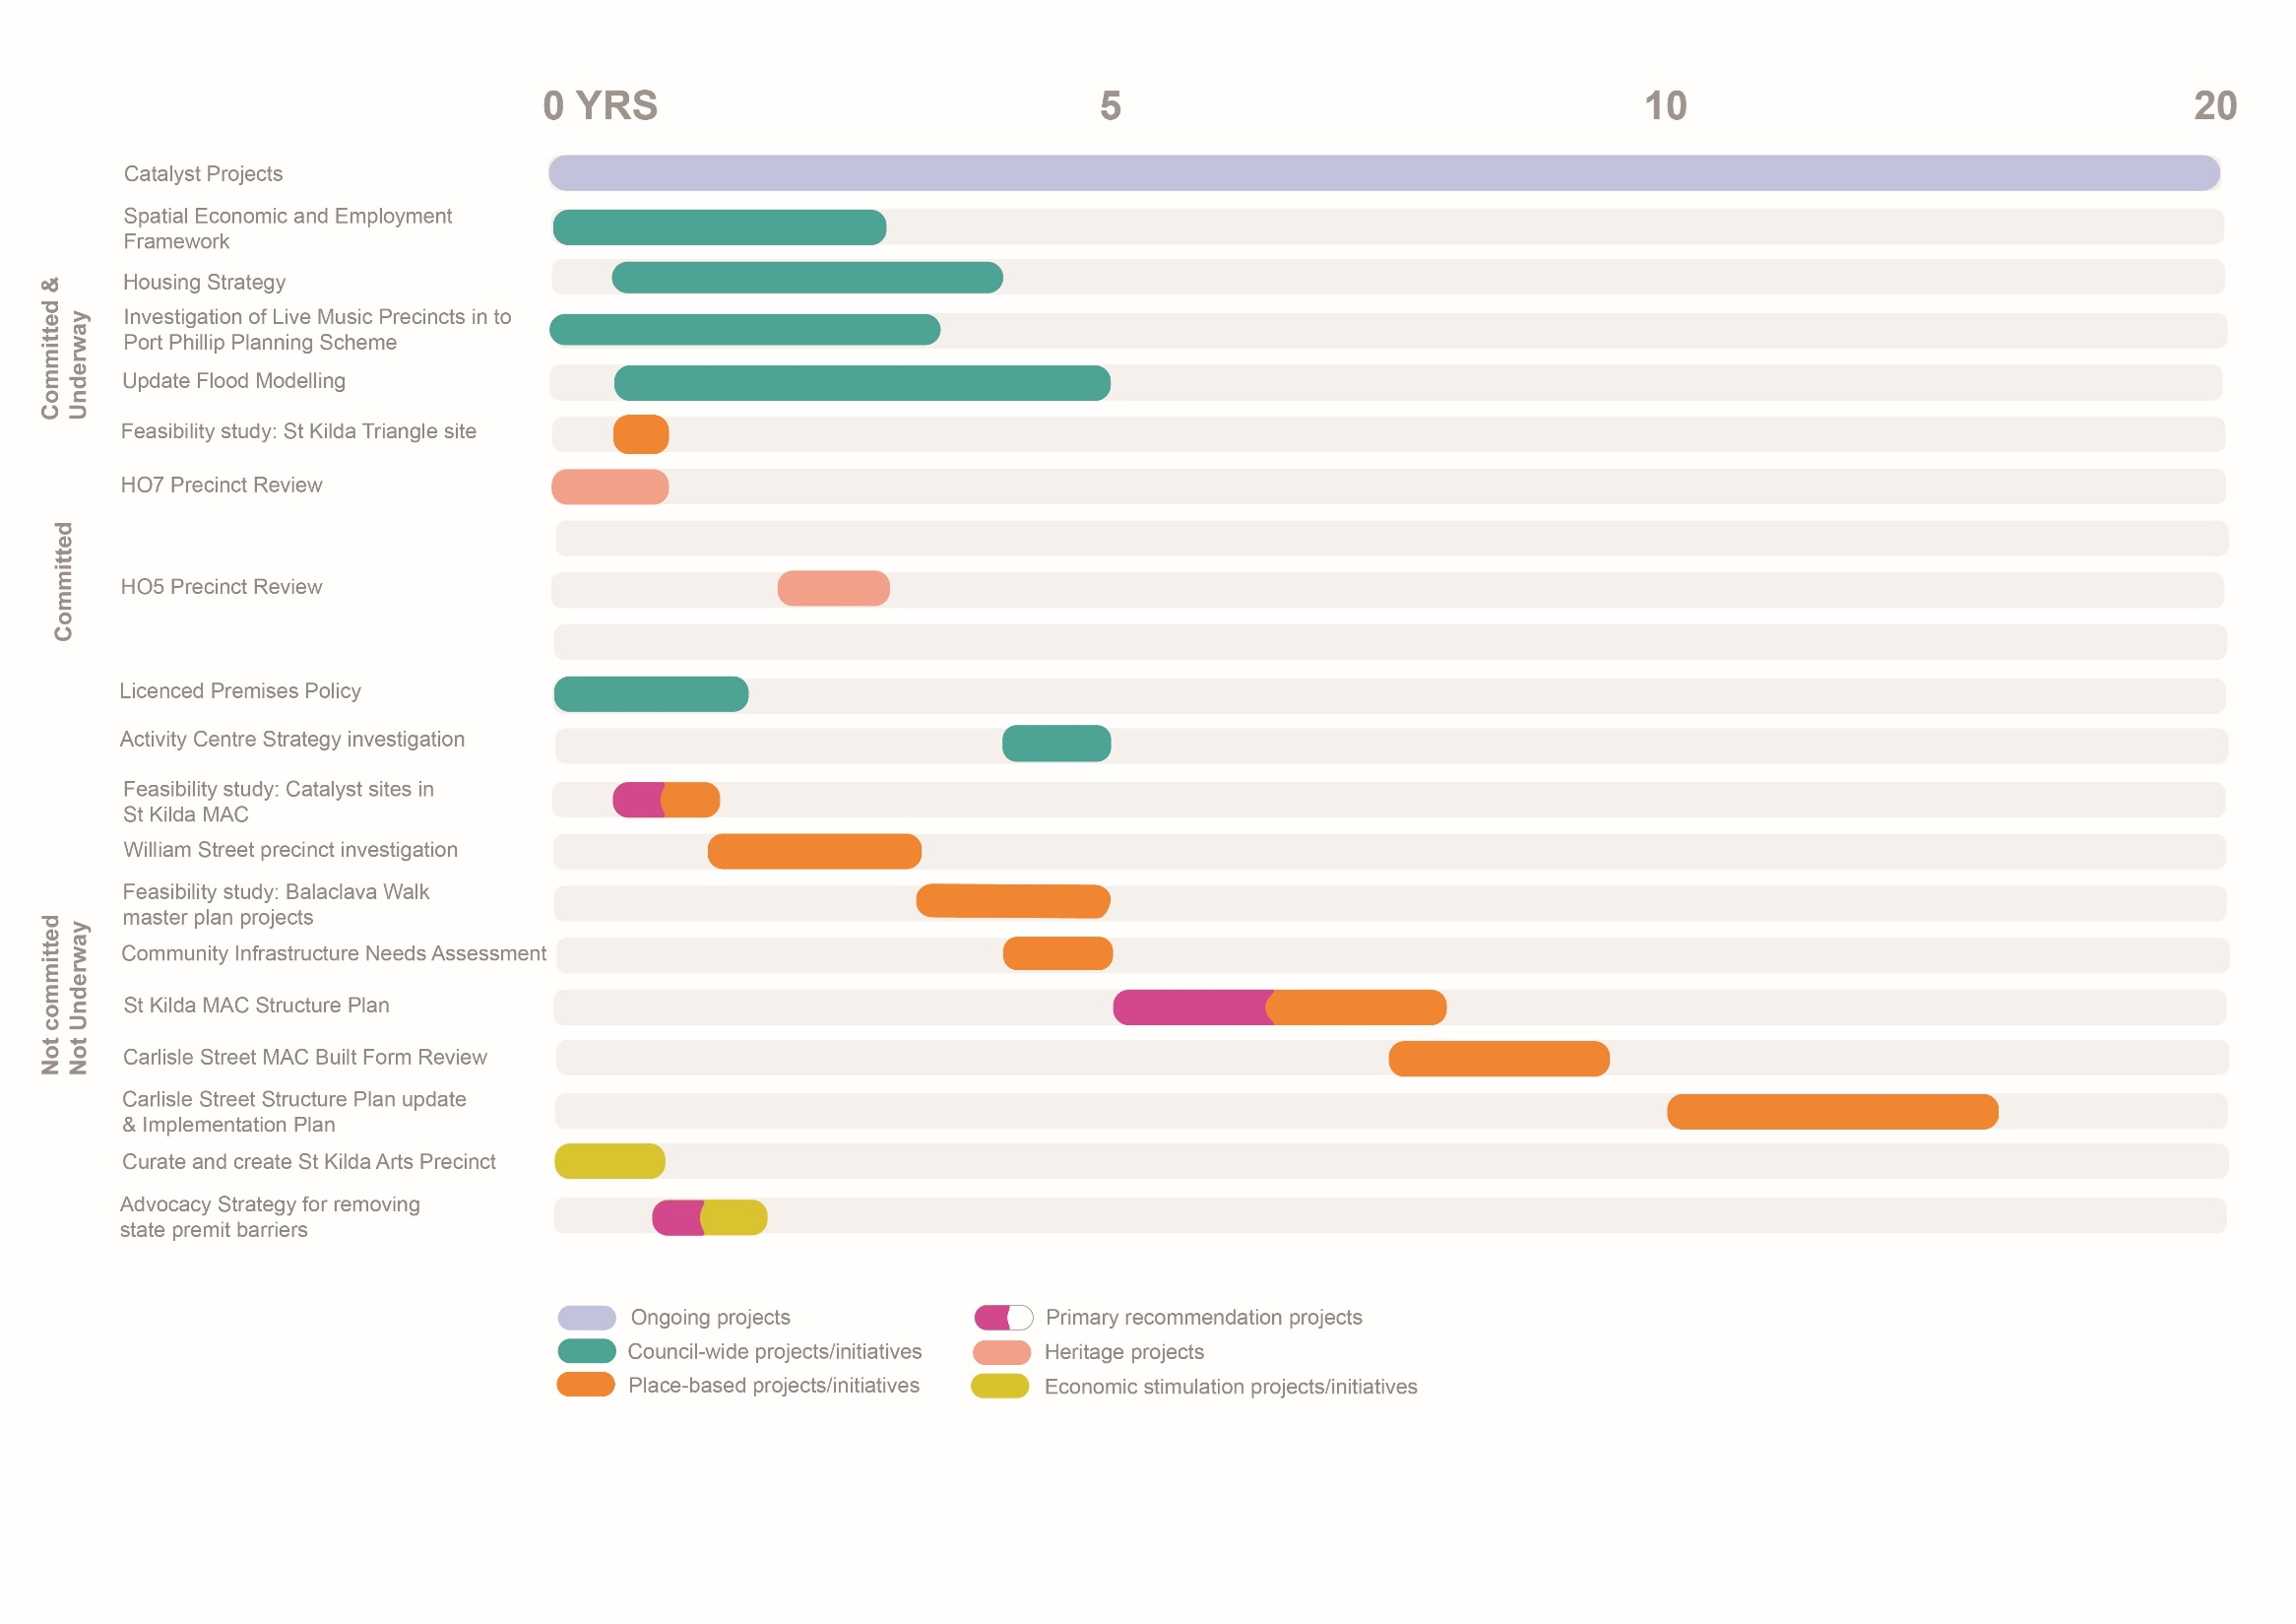 0 YRS 5 10 20
Committed &
Underway
Catalyst Projects
Spatial Economic and Employment
Framework
Housing Strategy
Investigation of Live Music Precincts in to
Port Phillip Planning Scheme
Update Flood Modelling
Feasibility study: St Kilda Triangle site
HO7 Precinct Review
Committed
HO5 Precinct Review
Not committed
Not Underway
Licenced Premises Policy
Activity Centre Strategy investigation
Feasibility study: Catalyst sites in
St Kilda MAC
William Street precinct investigation
Feasibility study: Balaclava Walk
master plan projects
Community Infrastructure Needs Assessment
St Kilda MAC Structure Plan
Carlisle Street MAC Built Form Review
Carlisle Street Structure Plan update
& Implementation Plan
Curate and create St Kilda Arts Precinct
Advocacy Strategy for removing
state premit barriers
Ongoing projects
Council-wide projects/initiatives
Place-based projects/initiatives
Primary recommendation projects
Heritage projects
Economic stimulation projects/initiatives